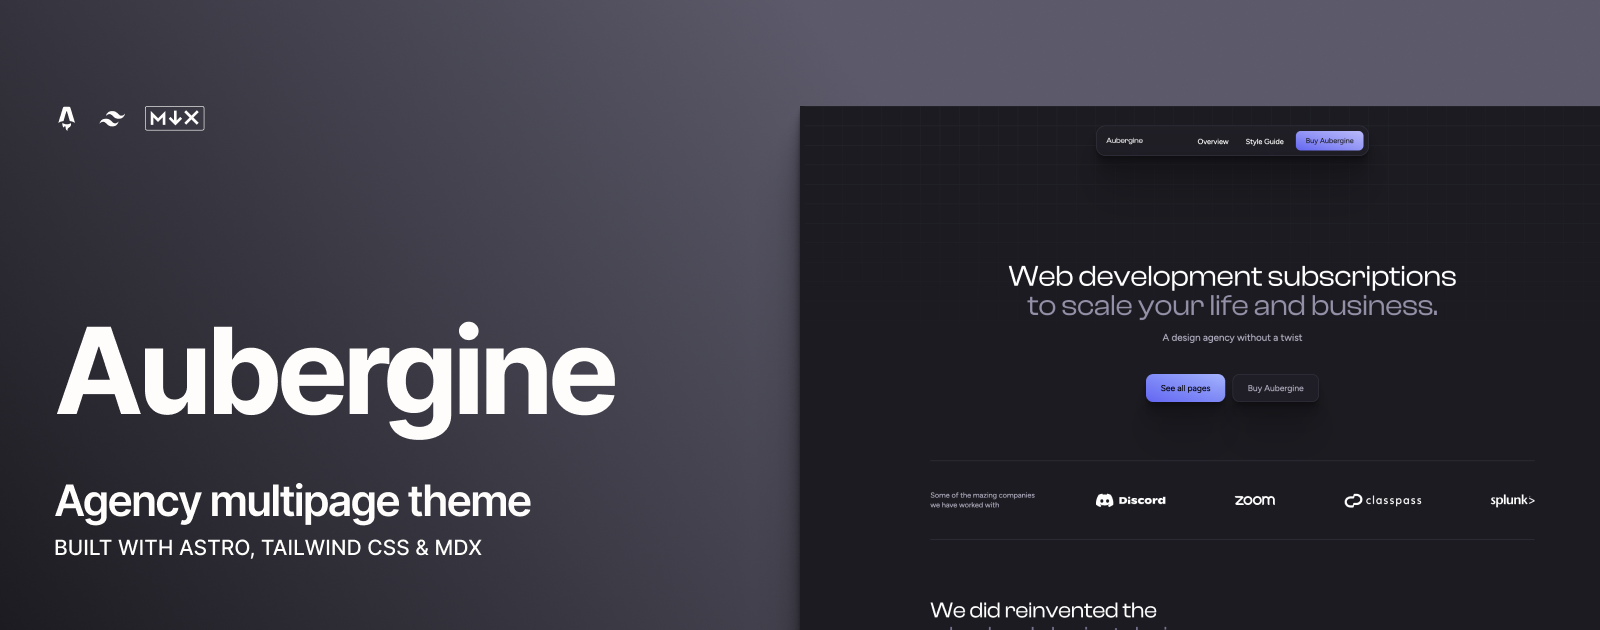 M↓X
Aubergine
Agency multipage theme
BUILT WITH ASTRO, TAILWIND CSS & MDX
Aubergine
Overview
Style Guide
Buy Aubergine
Web development subscriptions
to scale your life and business.
A design agency without a twist
See all pages
Buy Aubergine
Some of the mazing companies
we have worked with
Discord
zoom
classpass
splunk>
We did reinvented the